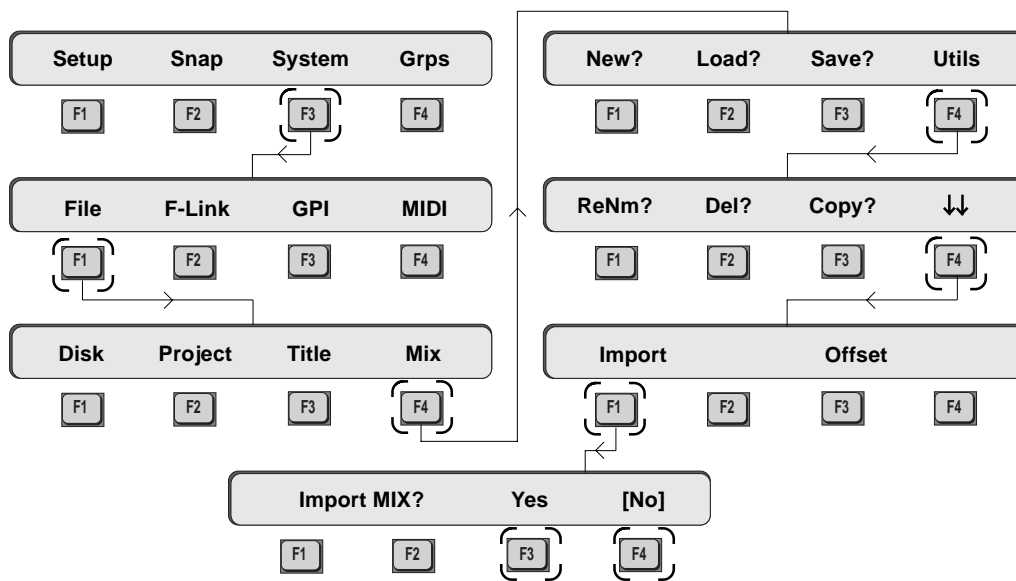 Setup Snap System Grps
F1 F2 F3 F4
File F-Link GPI MIDI
F1 F2 F3 F4
Disk Project Title Mix
F1 F2 F3 F4
New? Load? Save? Utils
F1 F2 F3 F4
ReNm? Del? Copy? ↓↓
F1 F2 F3 F4
Import Offset
F1 F2 F3 F4
Import MIX? Yes [No]
F1 F2 F3 F4